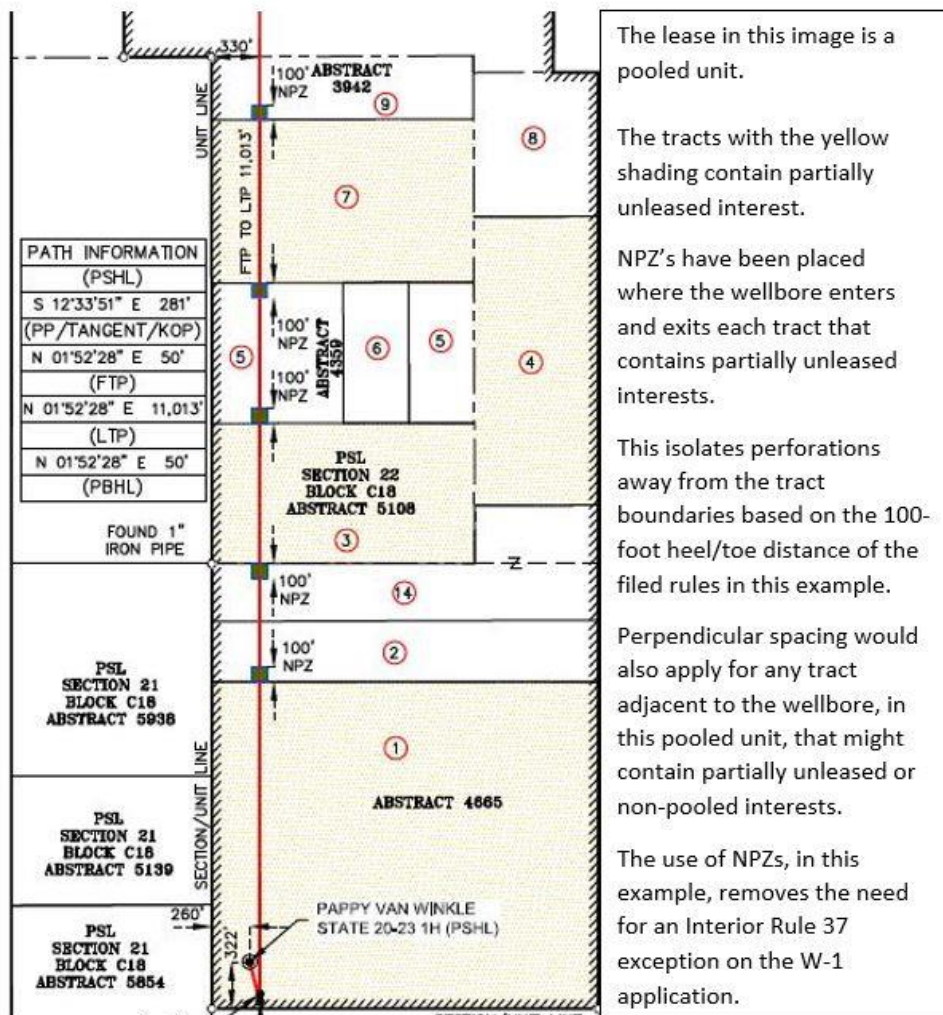 330'
100'
NPZ
ABSTRACT
3942
9
UNIT LINE
FTP TO LTP 11,013'
8
7
PATH INFORMATION
(PSHL)
S 12°33'51" E 281'
(PP/TANGENT/KOP)
N 01°52'28" E 50'
(FTP)
N 01°52'28" E 11,013'
(LTP)
N 01°52'28" E 50'
(PBHL)
5
100'
NPZ
100'
NPZ
ABSTRACT
4359
6
5
4
PSL
SECTION 22
BLOCK C18
ABSTRACT 5108
3
FOUND 1"
IRON PIPE
Z
100'
NPZ
14
100'
NPZ
2
PSL
SECTION 21
BLOCK C18
ABSTRACT 5938
SECTION/UNIT LINE
1
ABSTRACT 4665
PSL
SECTION 21
BLOCK C18
ABSTRACT 5139
260'
322'
PAPPY VAN WINKLE
STATE 20-23 1H (PSHL)
PSL
SECTION 21
BLOCK C18
ABSTRACT 5854
The lease in this image is a
pooled unit.
The tracts with the yellow
shading contain partially
unleased interest.
NPZ's have been placed
where the wellbore enters
and exits each tract that
contains partially unleased
interests.
This isolates perforations
away from the tract
boundaries based on the 100-
foot heel/toe distance of the
filed rules in this example.
Perpendicular spacing would
also apply for any tract
adjacent to the wellbore, in
this pooled unit, that might
contain partially unleased or
non-pooled interests.
The use of NPZs, in this
example, removes the need
for an Interior Rule 37
exception on the W-1
application.